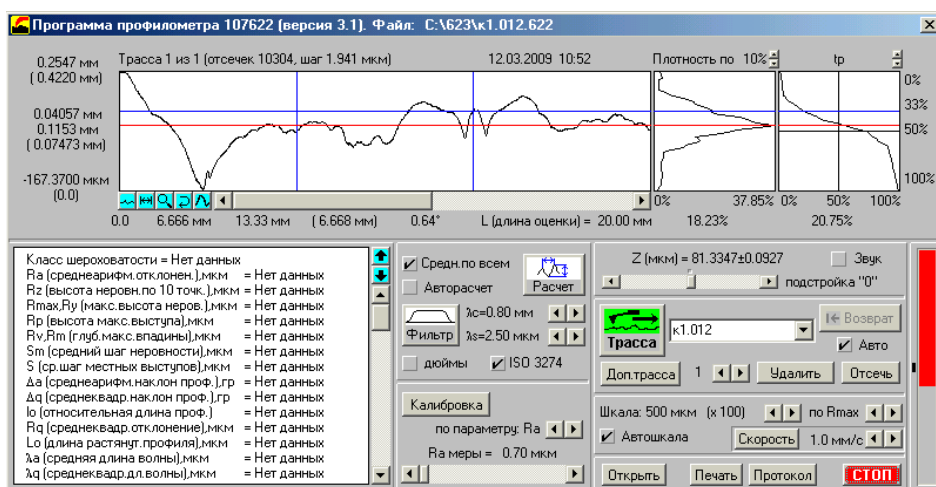 Программа профилометра 107622 (версия 3.1). Файл: C:\623\к1.012.622
0.2547 мм
( 0.4220 мм)
0.04057 мм
0.1153 мм
( 0.07473 мм)
-167.3700 мкм
(0.0)
Трасса 1 из 1 (отсечек 10304, шаг 1.941 мкм)
12.03.2009 10:52
Плотность по 10%
tp
0%
33%
50%
100%
0% 37.85% 0% 50% 100%
0.0 6.666 мм 13.33 мм ( 6.668 мм) 0.64° L (длина оценки) = 20.00 мм 18.23% 20.75%
Класс шероховатости = Нет данных
Ra (среднеарифм.отклонен.),мкм = Нет данных
Rz (высота неровн.по 10 точк.),мкм = Нет данных
Rmax,Ry (макс.высота неров.),мкм = Нет данных
Rp (высота макс.выступа),мкм = Нет данных
Rv,Rm (глуб.макс.впадины),мкм = Нет данных
Sm (средний шаг неровности),мкм = Нет данных
S (ср.шаг местных выступов),мкм = Нет данных
Δa (среднеарифм.наклон проф.),гр = Нет данных
Δq (среднеквадр.наклон проф.),гр = Нет данных
lo (относительная длина проф.) = Нет данных
Rq (среднеквадр.отклонение),мкм = Нет данных
Lo (длина растянут.профиля),мкм = Нет данных
λa (средняя длина волны),мкм = Нет данных
λq (среднеквадр.дл.волны),мкм = Нет данных
Средн.по всем
Авторасчет
Расчет
Фильтр
λc=0.80 мм
λs=2.50 мкм
дюймы
ISO 3274
Калибровка
по параметру: Ra
Ra меры = 0.70 мкм
Z (мкм) = 81.3347±0.0927
Звук
подстройка "0"
Трасса
к1.012
Возврат
Авто
Доп.трасса 1 Удалить Отсечь
Шкала: 500 мкм (x 100) по Rmax
Автошкала Скорость 1.0 мм/с
Открыть Печать Протокол СТОП